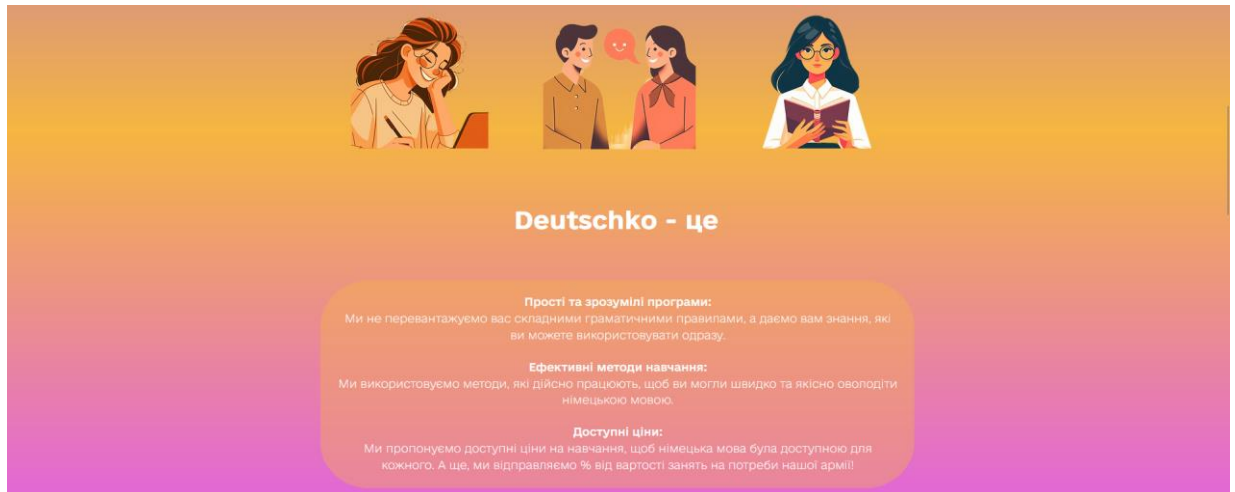 Deutschko - це
Прості та зрозумілі програми:
Ми не перевантажуємо вас складними граматичними правилами, а даємо вам знання, які
ви можете використовувати одразу.
Ефективні методи навчання:
Ми використовуємо методи, які дійсно працюють, щоб ви могли швидко та якісно оволодіти
німецькою мовою.
Доступні ціни:
Ми пропонуємо доступні ціни на навчання, щоб німецька мова була доступною для
кожного. А ще, ми відправляємо % від вартості занять на потреби нашої армії!